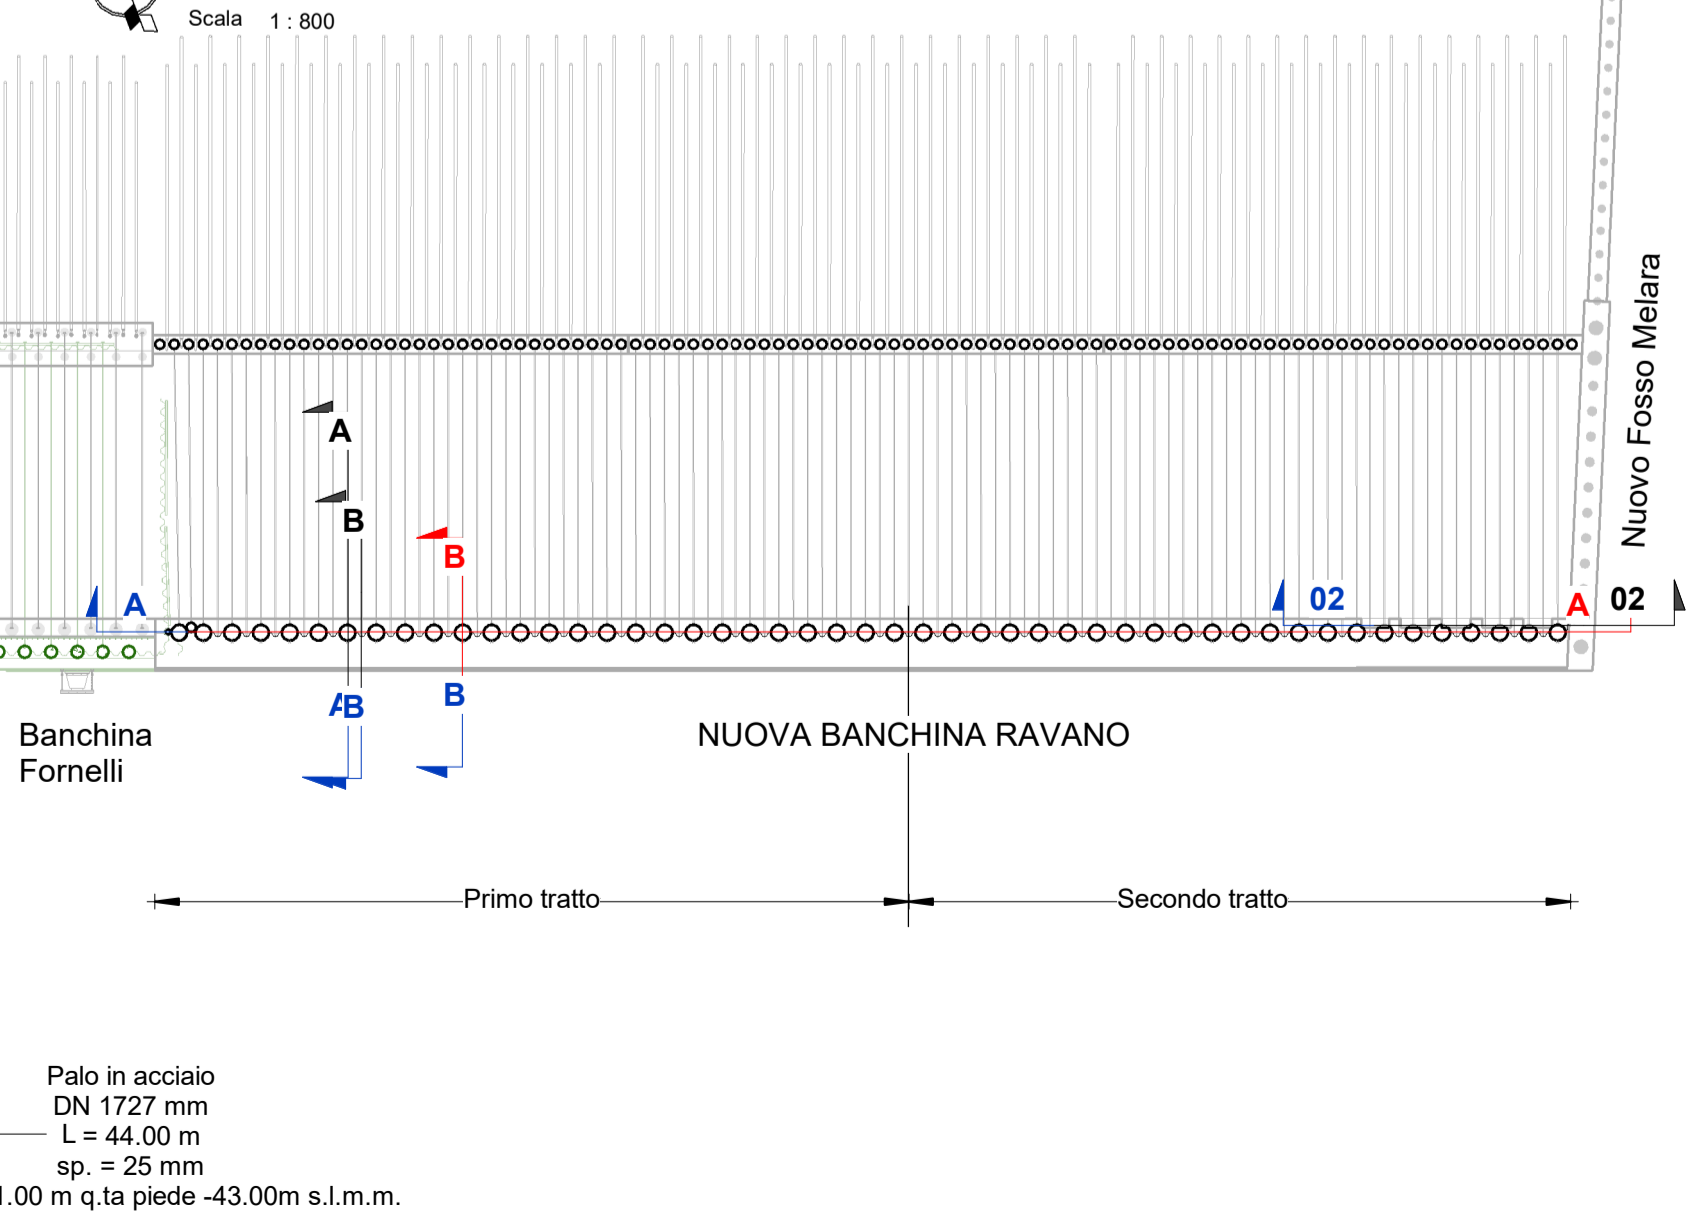 Scala 1 : 800
Nuovo Fosso Melara
A
B
B
A
02
A
02
B
A
B
Banchina
Fornelli
NUOVA BANCHINA RAVANO
Primo tratto
Secondo tratto
Palo in acciaio
DN 1727 mm
L = 44.00 m
sp. = 25 mm
.00 m q.ta piede -43.00m s.l.m.m.